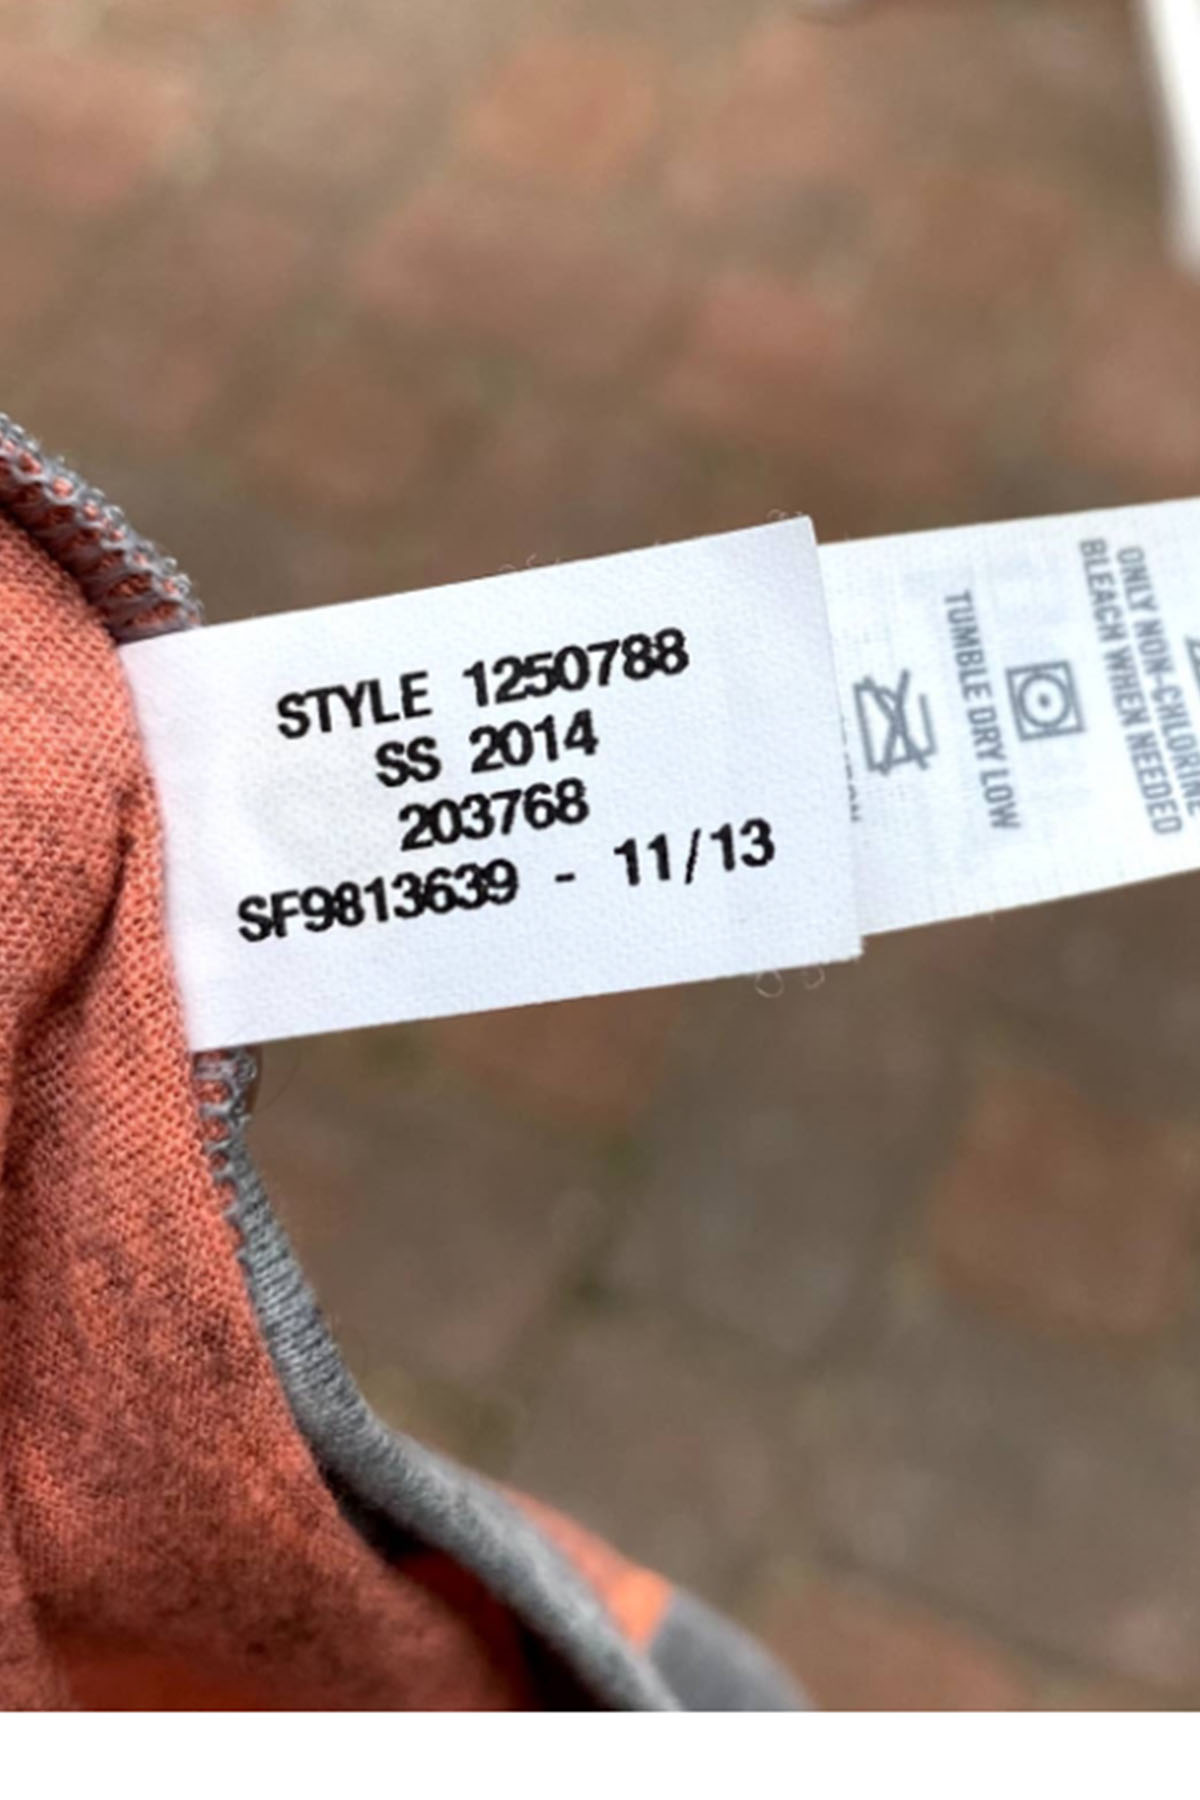 STYLE 1250788
SS 2014
203768
SF9813639 - 11/13
TUMBLE DRY LOW
ONLY NON-CHLORINE
BLEACH WHEN NEEDED